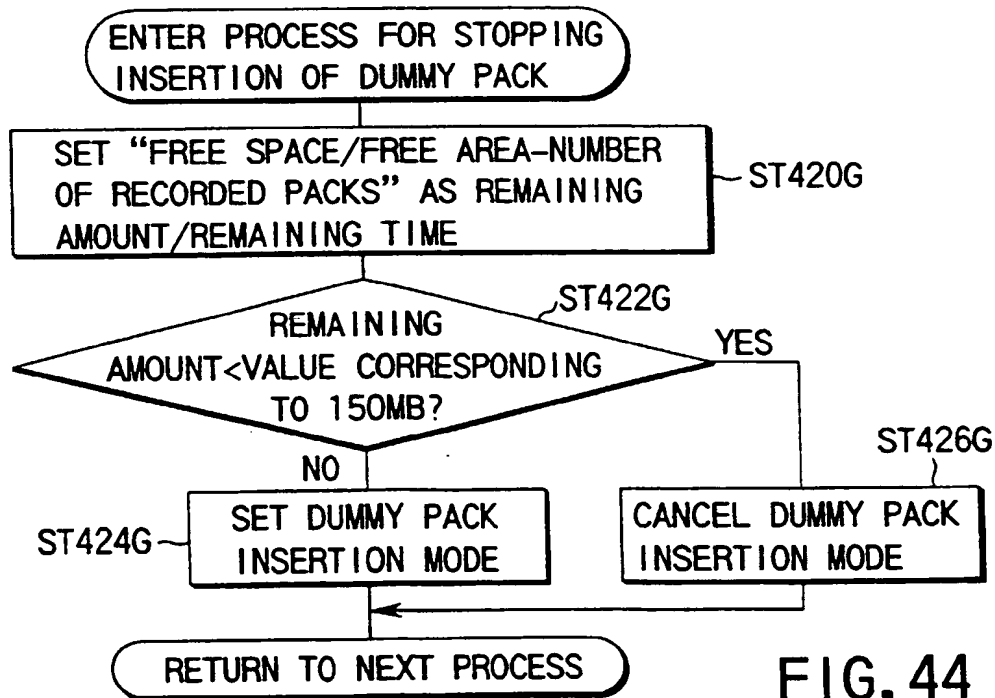 ENTER PROCESS FOR STOPPING
INSERTION OF DUMMY PACK
SET “FREE SPACE/FREE AREA-NUMBER
OF RECORDED PACKS” AS REMAINING
AMOUNT/REMAINING TIME
ST420G
ST422G
REMAINING
AMOUNT<VALUE CORRESPONDING
TO 150MB?
YES
NO
ST426G
ST424G
SET DUMMY PACK
INSERTION MODE
CANCEL DUMMY PACK
INSERTION MODE
RETURN TO NEXT PROCESS
FIG. 44